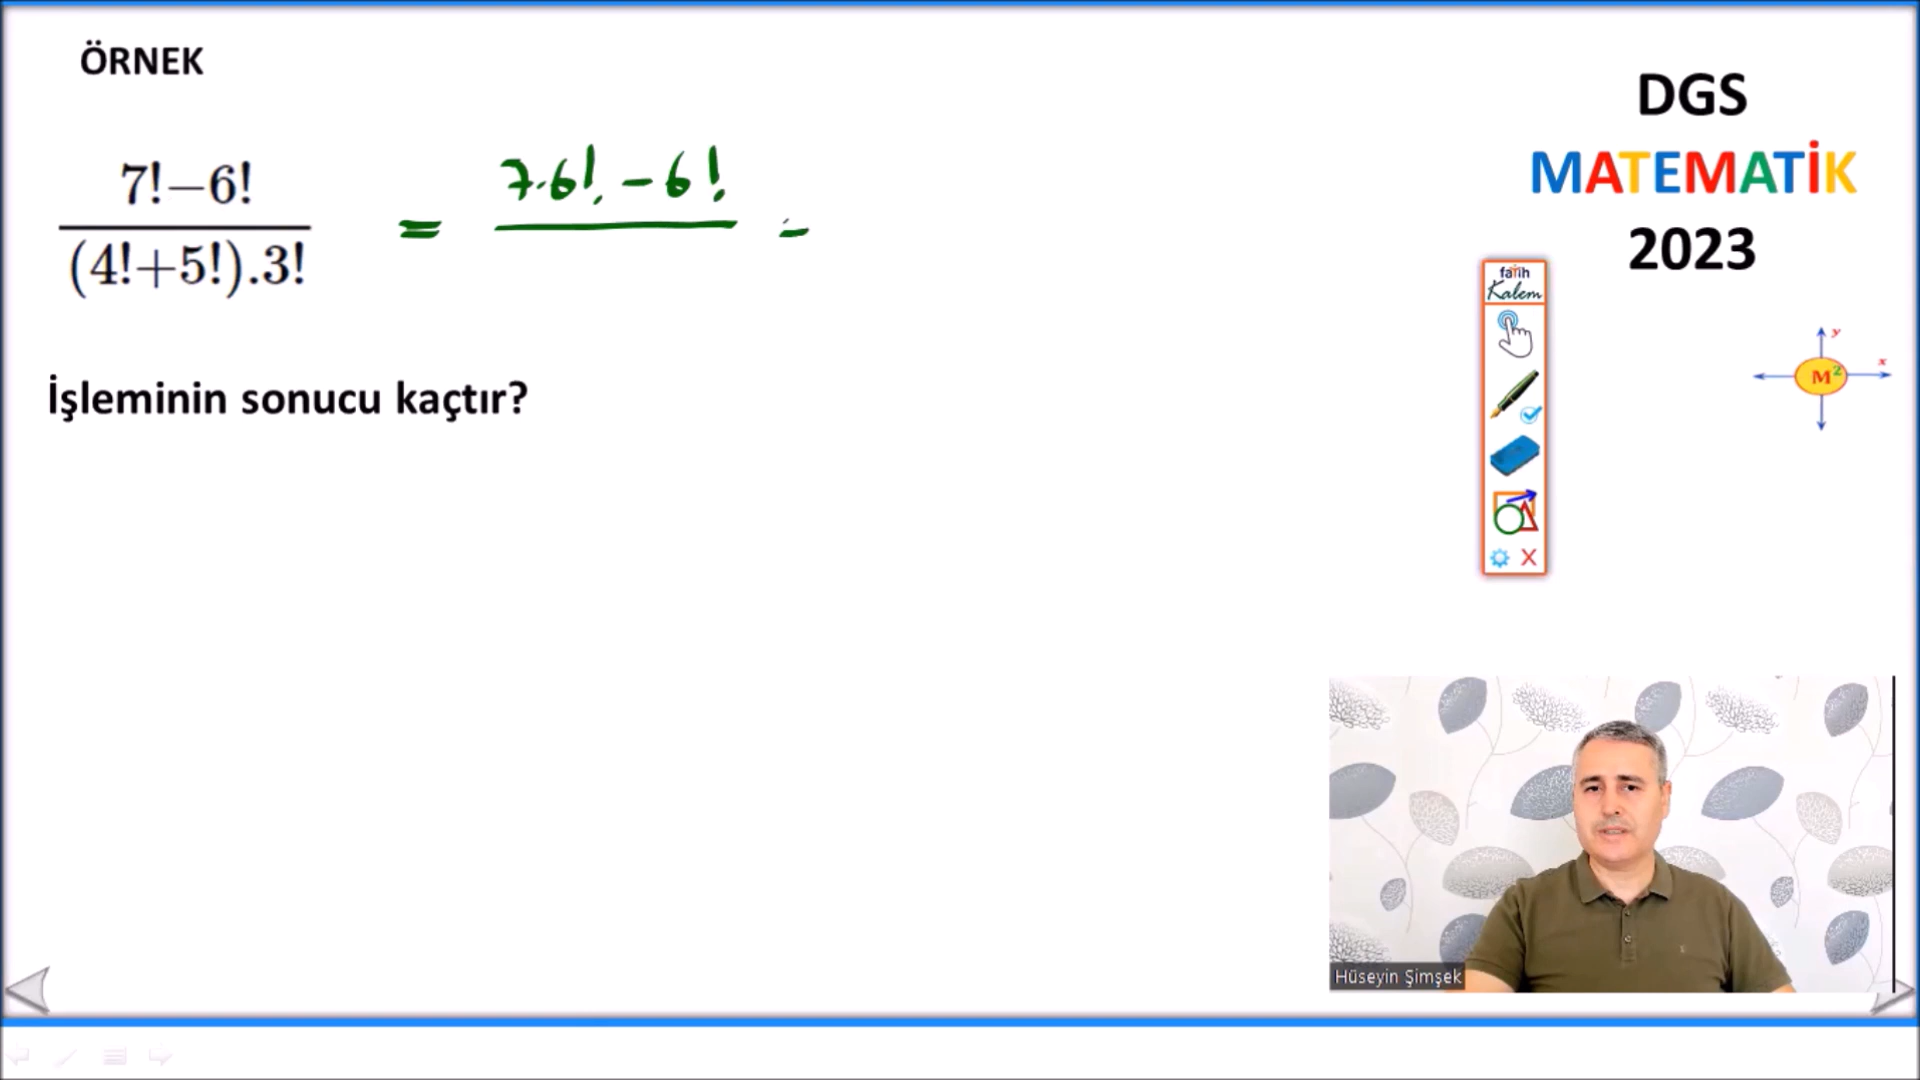 ÖRNEK
7!−6!
(4!+5!).3!
=
7.6! − 6!
=
İşleminin sonucu kaçtır?
DGS
MATEMATİK
2023
fatih
Kalem
y
x
M²
Hüseyin Şimşek